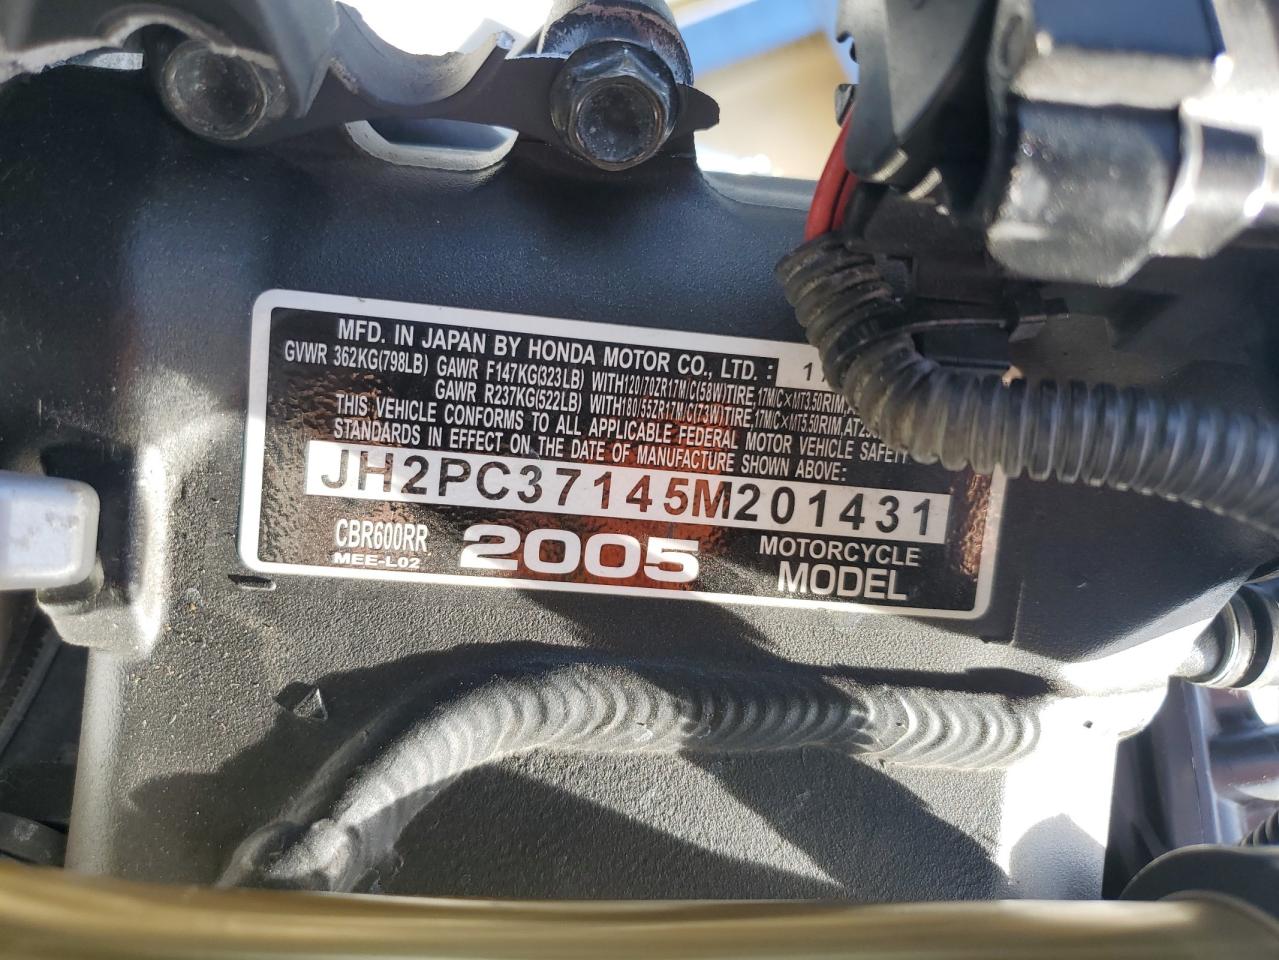 MFD. IN JAPAN BY HONDA MOTOR CO., LTD. : 1
GVWR 362KG(798LB) GAWR F147KG(323LB) WITH120/70ZR17M/C(58W)TIRE,17M/C×MT3.50RIM,
GAWR R237KG(522LB) WITH180/55ZR17M/C(73W)TIRE,17M/C×MT5.50RIM,AT
THIS VEHICLE CONFORMS TO ALL APPLICABLE FEDERAL MOTOR VEHICLE SAFETY
STANDARDS IN EFFECT ON THE DATE OF MANUFACTURE SHOWN ABOVE:
JH2PC37145M201431
CBR600RR 2005 MOTORCYCLE
MEE-L02 MODEL